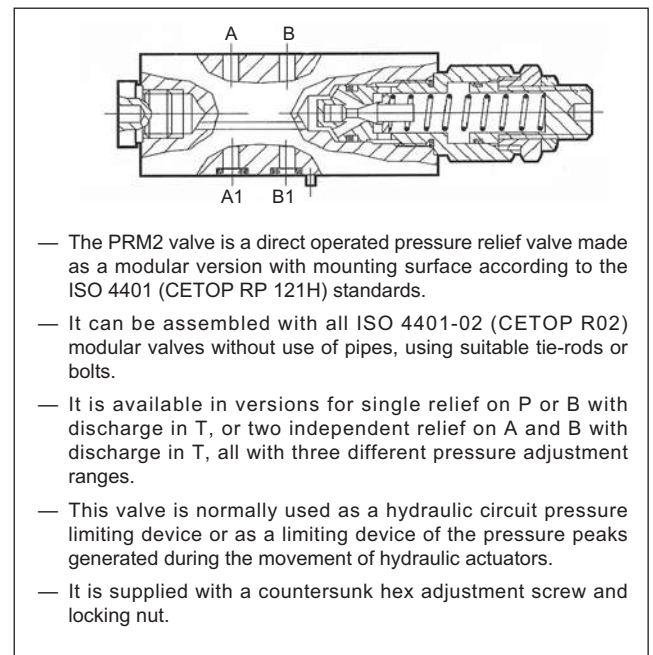 A B
A1 B1
— The PRM2 valve is a direct operated pressure relief valve made
as a modular version with mounting surface according to the
ISO 4401 (CETOP RP 121H) standards.
— It can be assembled with all ISO 4401-02 (CETOP R02)
modular valves without use of pipes, using suitable tie-rods or
bolts.
— It is available in versions for single relief on P or B with
discharge in T, or two independent relief on A and B with
discharge in T, all with three different pressure adjustment
ranges.
— This valve is normally used as a hydraulic circuit pressure
limiting device or as a limiting device of the pressure peaks
generated during the movement of hydraulic actuators.
— It is supplied with a countersunk hex adjustment screw and
locking nut.